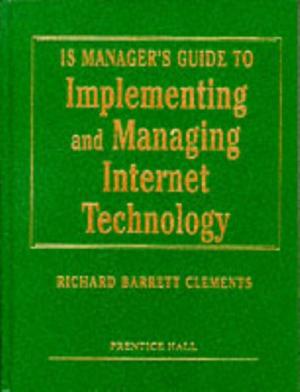 IS MANAGER'S GUIDE TO
Implementing
and Managing
Internet
Technology
RICHARD BARRETT CLEMENTS
PRENTICE HALL